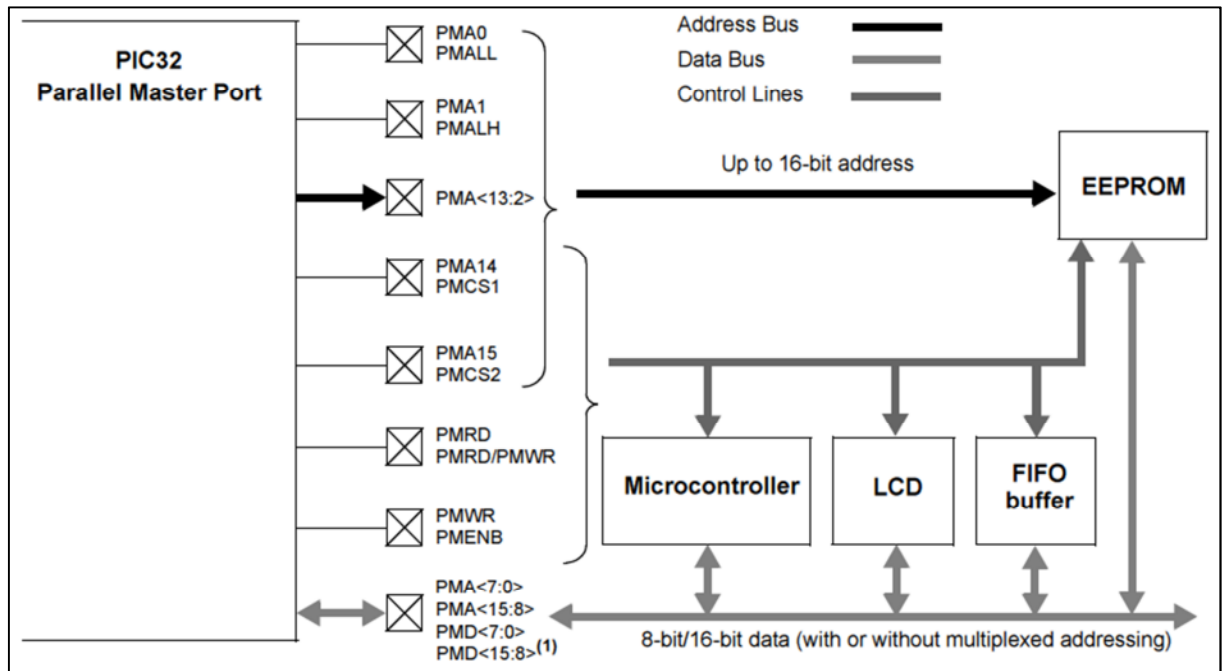 PIC32
Parallel Master Port
PMA0
PMALL
PMA1
PMALH
PMA<13:2>
PMA14
PMCS1
PMA15
PMCS2
PMRD
PMRD/PMWR
PMWR
PMENB
PMA<7:0>
PMA<15:8>
PMD<7:0>
PMD<15:8>(1)
Address Bus
Data Bus
Control Lines
Up to 16-bit address
EEPROM
Microcontroller
LCD
FIFO
buffer
8-bit/16-bit data (with or without multiplexed addressing)